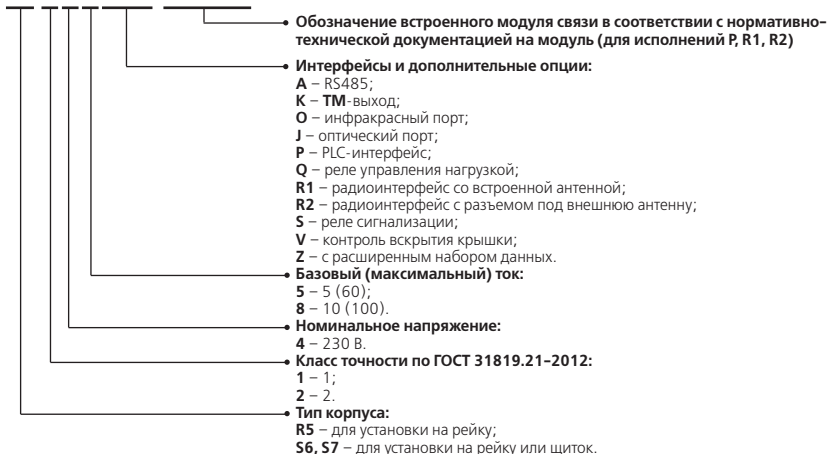 Обозначение встроенного модуля связи в соответствии с нормативно-
технической документацией на модуль (для исполнений P, R1, R2)
Интерфейсы и дополнительные опции:
A – RS485;
K – ТМ-выход;
O – инфракрасный порт;
J – оптический порт;
P – PLC-интерфейс;
Q – реле управления нагрузкой;
R1 – радиоинтерфейс со встроенной антенной;
R2 – радиоинтерфейс с разъемом под внешнюю антенну;
S – реле сигнализации;
V – контроль вскрытия крышки;
Z – с расширенным набором данных.
Базовый (максимальный) ток:
5 – 5 (60);
8 – 10 (100).
Номинальное напряжение:
4 – 230 В.
Класс точности по ГОСТ 31819.21–2012:
1 – 1;
2 – 2.
Тип корпуса:
R5 – для установки на рейку;
S6, S7 – для установки на рейку или щиток.